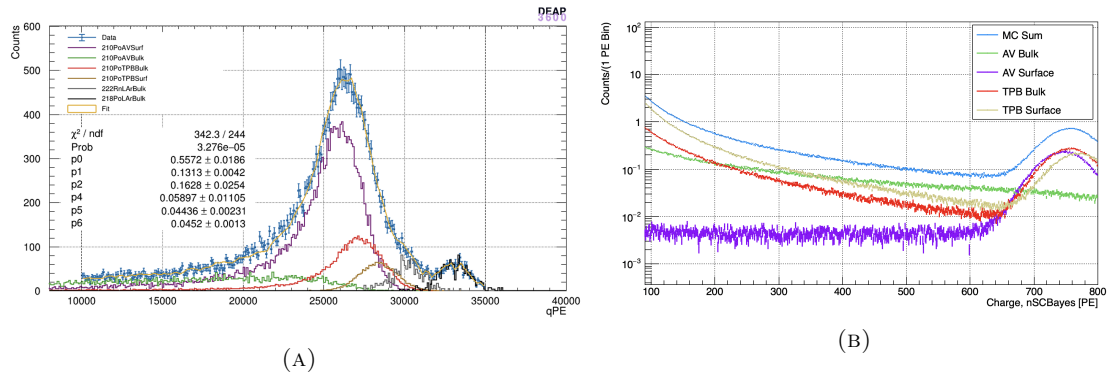 DEAP
3600
Counts
600
500
400
300
200
100
0
Data
210PoAVSurf
210PoAVBulk
210PoTPBBulk
210PoTPBSurf
222RnLArBulk
218PoLArBulk
Fit
χ² / ndf 342.3 / 244
Prob 3.276e−05
p0 0.5572 ± 0.0186
p1 0.1313 ± 0.0042
p2 0.1628 ± 0.0254
p4 0.05897 ± 0.01105
p5 0.04436 ± 0.00231
p6 0.0452 ± 0.0013
10000 15000 20000 25000 30000 35000 40000
qPE
(A)
Counts/(1 PE Bin)
10²
10
1
10⁻¹
10⁻²
10⁻³
MC Sum
AV Bulk
AV Surface
TPB Bulk
TPB Surface
100 200 300 400 500 600 700 800
Charge, nSCBayes [PE]
(B)